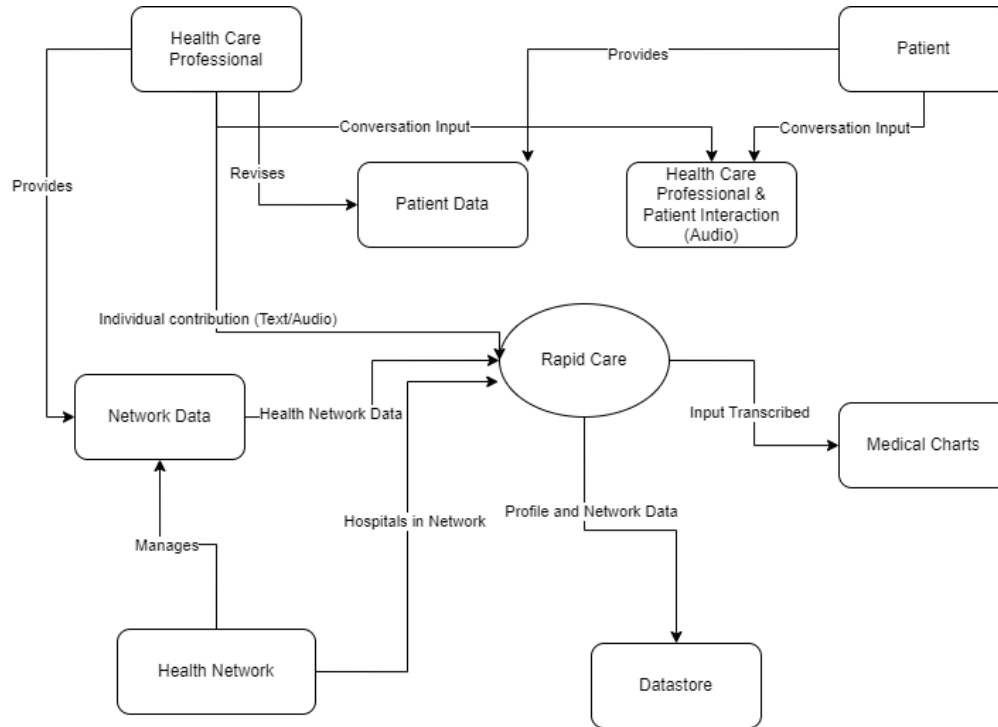 Health Care
Professional
Patient
Provides
Conversation Input
Conversation Input
Provides
Revises
Patient Data
Health Care
Professional &
Patient Interaction
(Audio)
Individual contribution (Text/Audio)
Rapid Care
Network Data
Health Network Data
Input Transcribed
Medical Charts
Hospitals in Network
Profile and Network Data
Manages
Health Network
Datastore